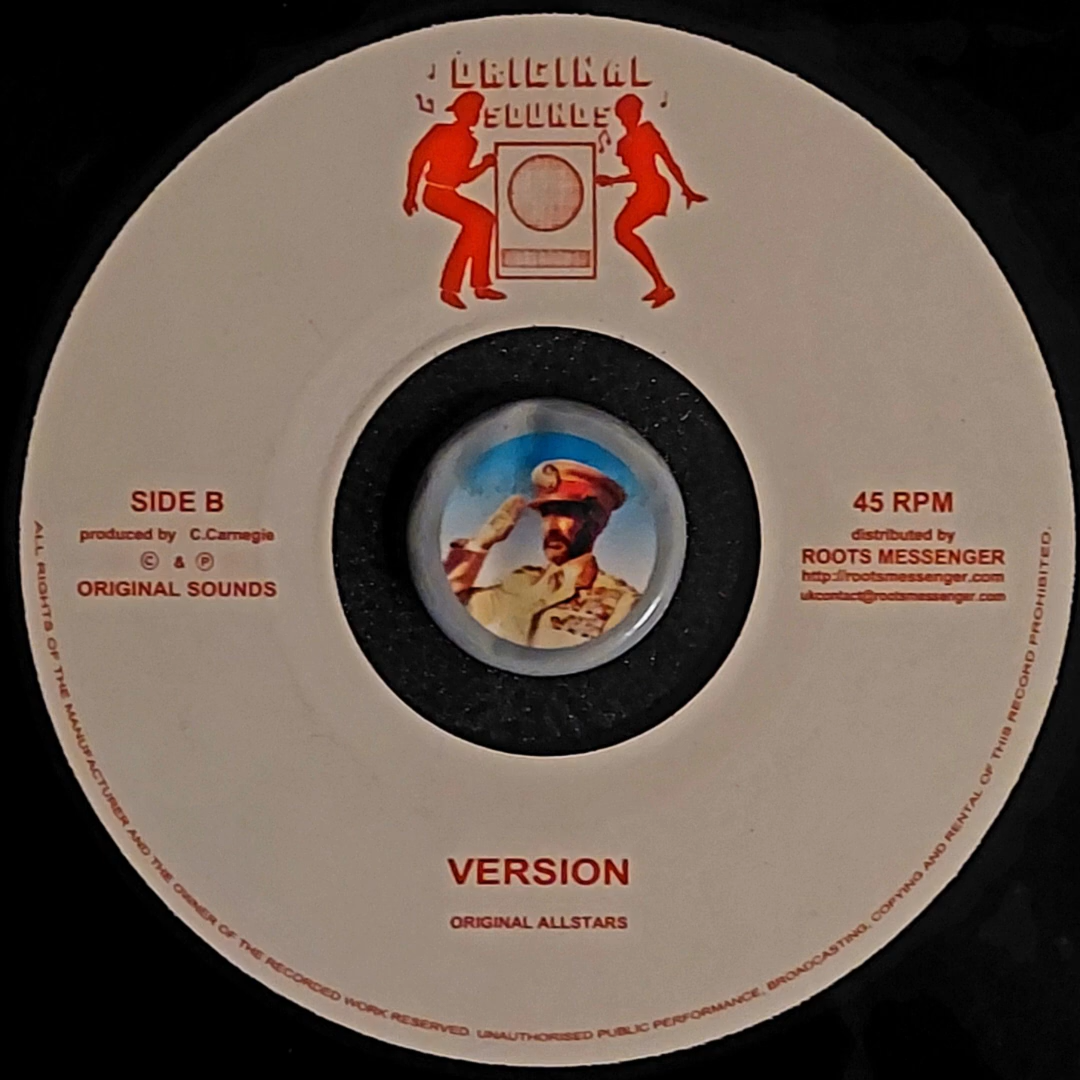 ORIGINAL
SOUNDS
SIDE B
produced by C.Carnegie
© & ℗
ORIGINAL SOUNDS
45 RPM
distributed by
ROOTS MESSENGER
http://rootsmessenger.com
ukcontact@rootsmessenger.com
VERSION
ORIGINAL ALLSTARS
ALL RIGHTS OF THE MANUFACTURER AND THE OWNER OF THE RECORDED WORK RESERVED. UNAUTHORISED PUBLIC PERFORMANCE, BROADCASTING, COPYING AND RENTAL OF THIS RECORD PROHIBITED.